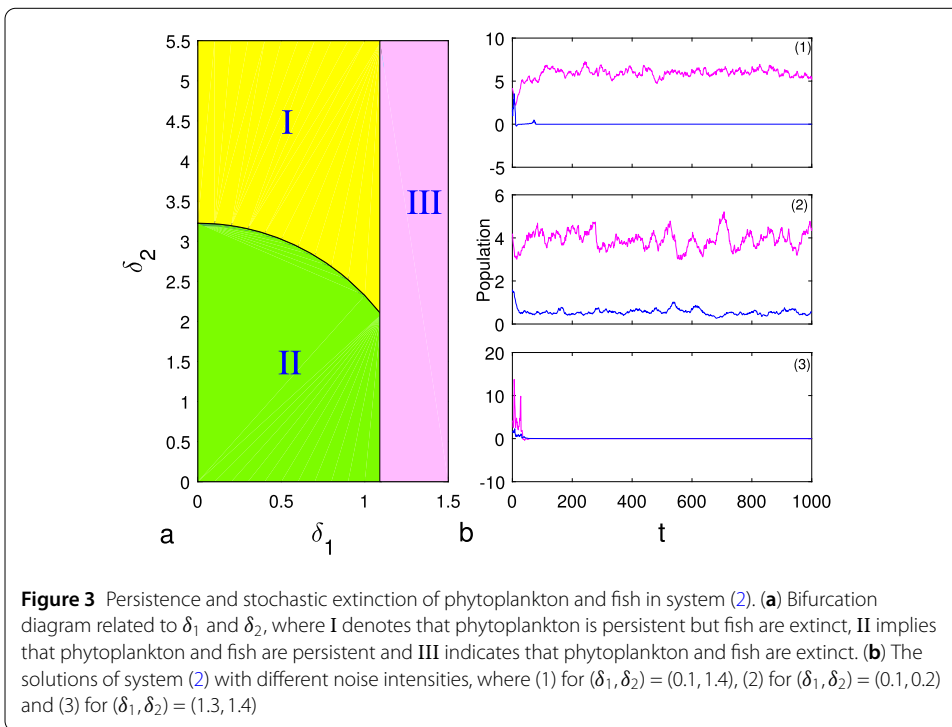 5.5
5
4.5
4
3.5
3
2.5
2
1.5
1
0.5
0
δ2
I
II
III
0 0.5 1 1.5
a δ1
10
5
0
-5
(1)
6
4
2
0
(2)
Population
20
10
0
-10
(3)
0 200 400 600 800 1000
b t
Figure 3 Persistence and stochastic extinction of phytoplankton and fish in system (2). (a) Bifurcation
diagram related to δ1 and δ2, where I denotes that phytoplankton is persistent but fish are extinct, II implies
that phytoplankton and fish are persistent and III indicates that phytoplankton and fish are extinct. (b) The
solutions of system (2) with different noise intensities, where (1) for (δ1, δ2) = (0.1, 1.4), (2) for (δ1, δ2) = (0.1, 0.2)
and (3) for (δ1, δ2) = (1.3, 1.4)